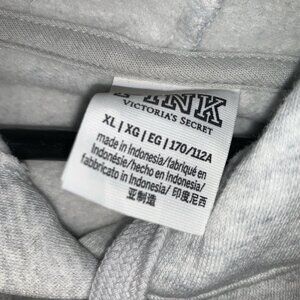 PINK
VICTORIA'S SECRET
XL | XG | EG | 170/112A
made in Indonesia/fabriqué en
Indonésie/hecho en Indonesia/
fabbricato in Indonesia/ 印度尼西
亚制造